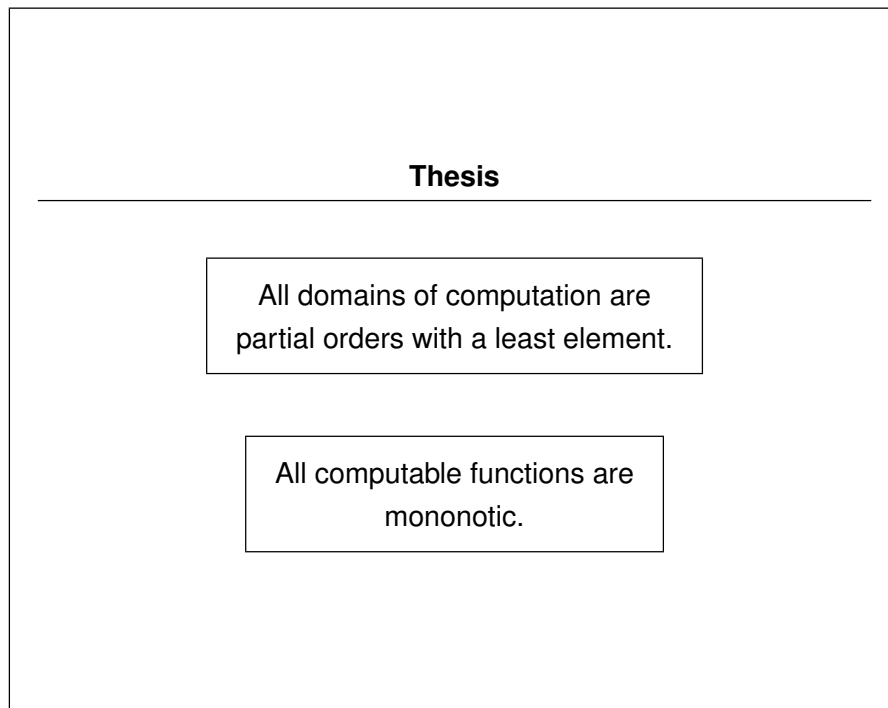 Thesis
All domains of computation are
partial orders with a least element.
All computable functions are
mononotic.